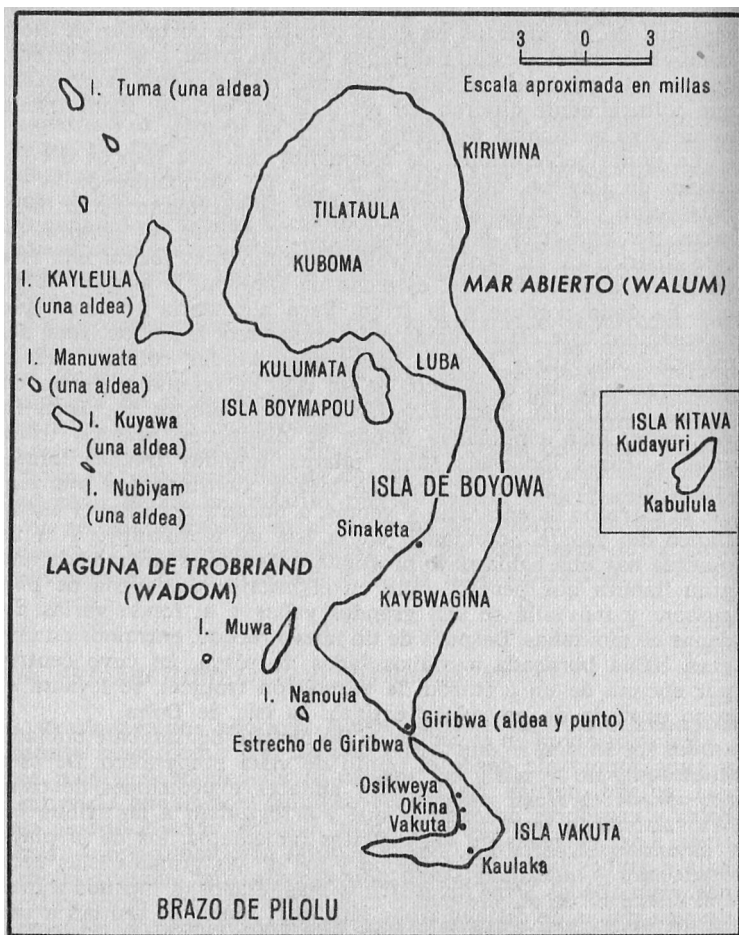 3 0 3
Escala aproximada en millas
I. Tuma (una aldea)
KIRIWINA
TILATAULA
KUBOMA
I. KAYLEULA
(una aldea)
MAR ABIERTO (WALUM)
I. Manuwata
(una aldea)
KULUMATA
LUBA
ISLA BOYMAPOU
I. Kuyawa
(una aldea)
ISLA KITAVA
Kudayuri
Kabulula
I. Nubiyam
(una aldea)
ISLA DE BOYOWA
Sinaketa
LAGUNA DE TROBRIAND
(WADOM)
KAYBWAGINA
I. Muwa
I. Nanoula
Giribwa (aldea y punto)
Estrecho de Giribwa
Osikweya
Okina
Vakuta
ISLA VAKUTA
Kaulaka
BRAZO DE PILOLU